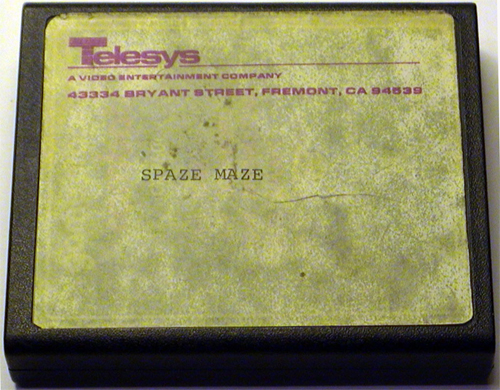 Telesys
A VIDEO ENTERTAINMENT COMPANY
43334 BRYANT STREET, FREMONT, CA 94539
SPAZE MAZE